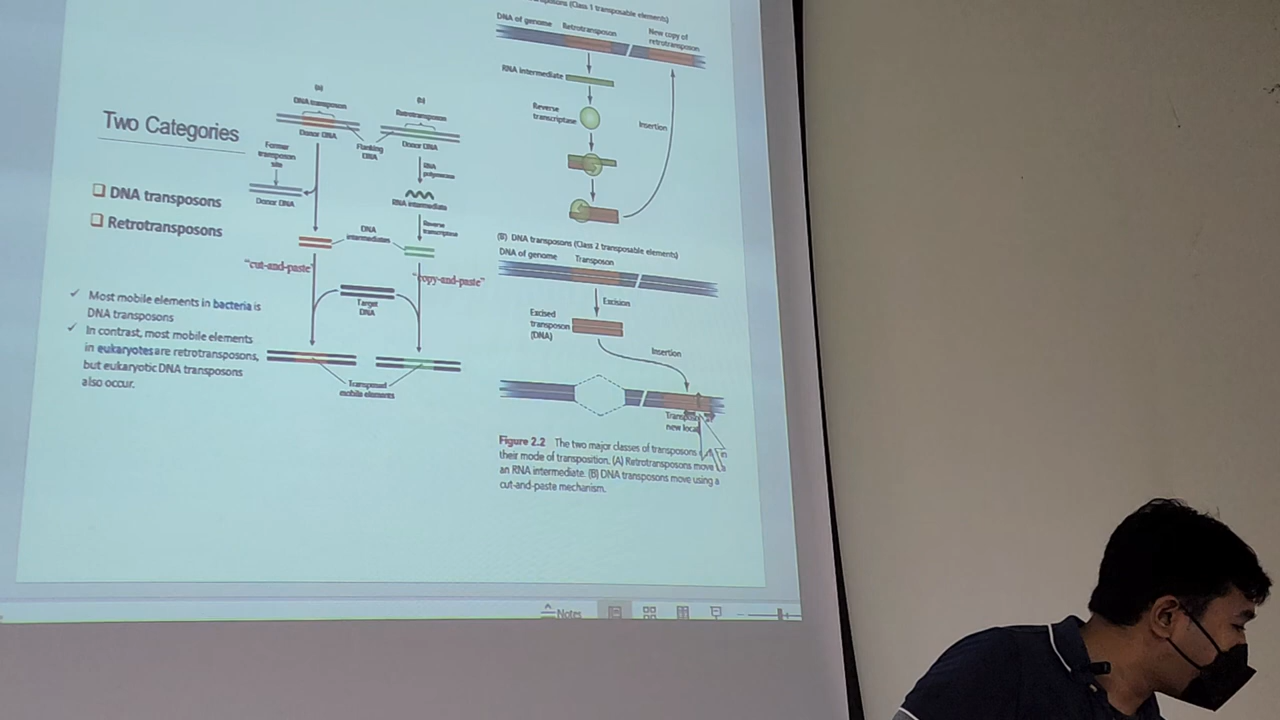 Two Categories
DNA transposons
Retrotransposons
Most mobile elements in bacteria is
DNA transposons
In contrast, most mobile elements
in eukaryotes are retrotransposons,
but eukaryotic DNA transposons
also occur.
(a)
DNA transposon
Donor DNA
Former
transposon
site
Donor DNA
Flanking
DNA
(b)
Retrotransposon
Donor DNA
RNA
polymerase
RNA intermediate
Reverse
transcriptase
DNA
intermediates
"cut-and-paste"
"copy-and-paste"
Target
DNA
Transposed
mobile elements
(Class 1 transposable elements)
DNA of genome
Retrotransposon
New copy of
retrotransposon
RNA intermediate
Reverse
transcriptase
Insertion
(B) DNA transposons (Class 2 transposable elements)
DNA of genome
Transposon
Excision
Excised
transposon
(DNA)
Insertion
new
Figure 2.2 The two major classes of transposons in
their mode of transposition. (A) Retrotransposons move
an RNA intermediate. (B) DNA transposons move using a
cut-and-paste mechanism.
Notes